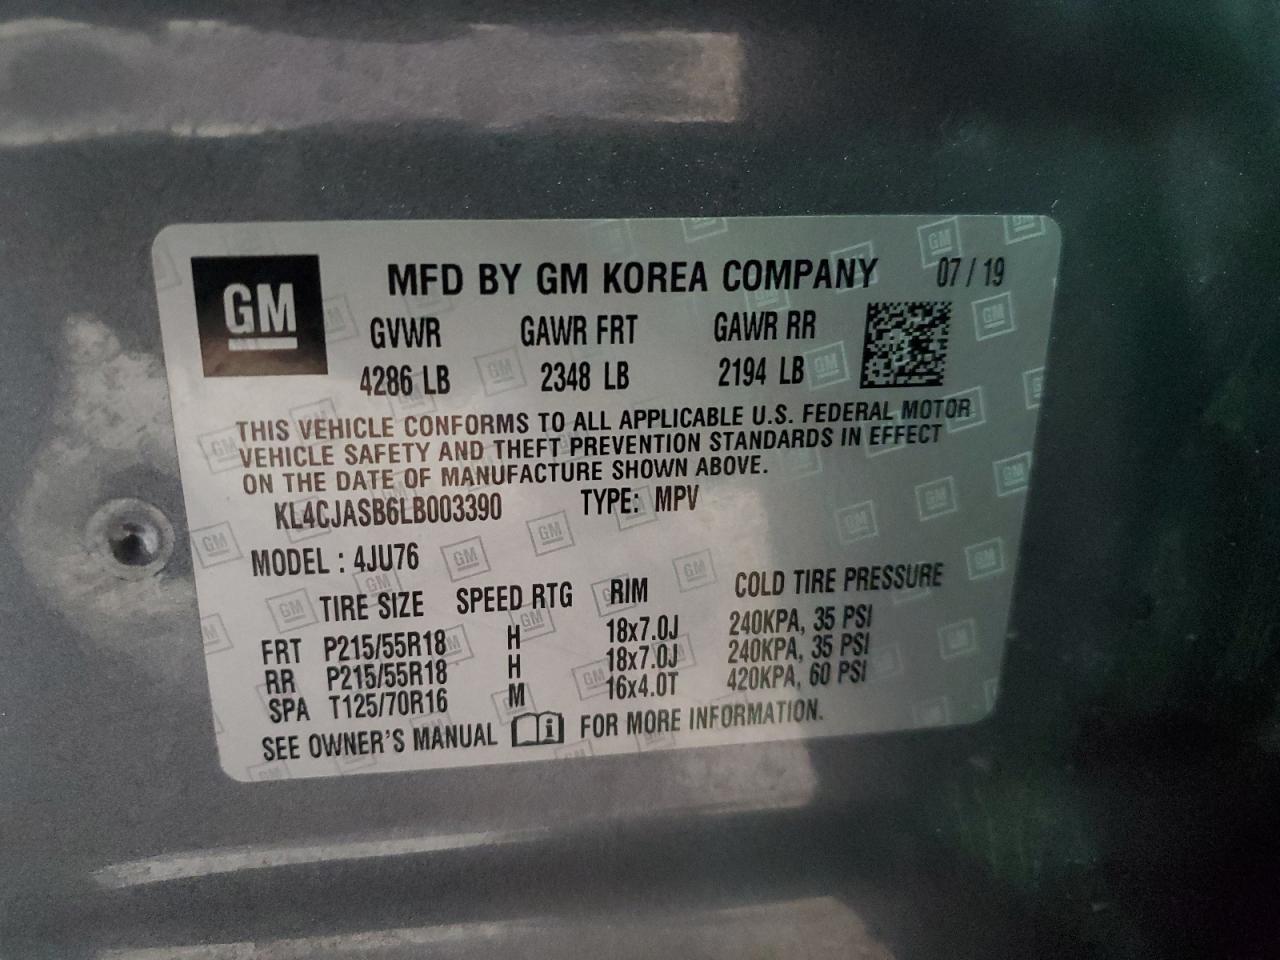 GM
MFD BY GM KOREA COMPANY 07 / 19
GVWR GAWR FRT GAWR RR
4286 LB 2348 LB 2194 LB
THIS VEHICLE CONFORMS TO ALL APPLICABLE U.S. FEDERAL MOTOR
VEHICLE SAFETY AND THEFT PREVENTION STANDARDS IN EFFECT
ON THE DATE OF MANUFACTURE SHOWN ABOVE.
KL4CJASB6LB003390 TYPE: MPV
MODEL : 4JU76
TIRE SIZE SPEED RTG RIM COLD TIRE PRESSURE
FRT P215/55R18 H 18x7.0J 240KPA, 35 PSI
RR P215/55R18 H 18x7.0J 240KPA, 35 PSI
SPA T125/70R16 M 16x4.0T 420KPA, 60 PSI
SEE OWNER'S MANUAL i FOR MORE INFORMATION.